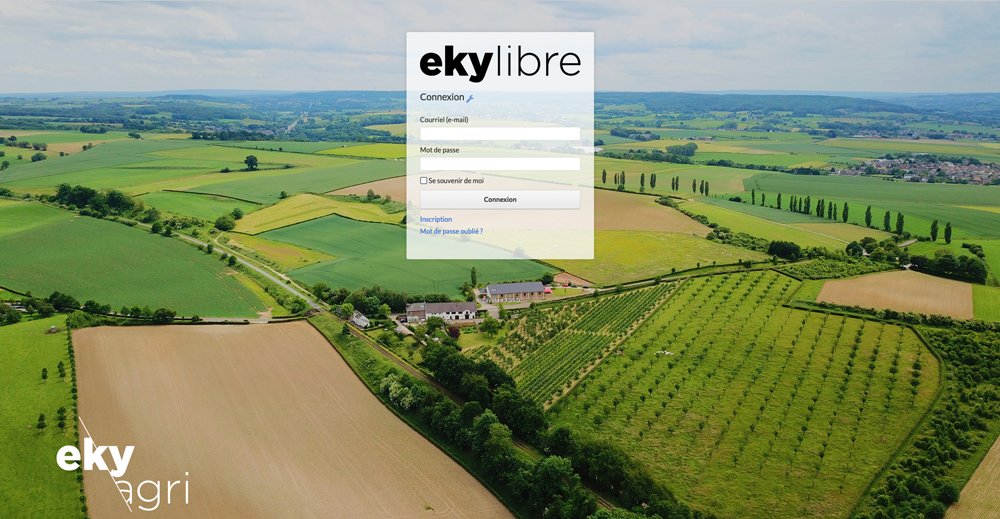 ekylibre
Connexion
Courriel (e-mail)
Mot de passe
Se souvenir de moi
Connexion
Inscription
Mot de passe oublié ?
eky
agri